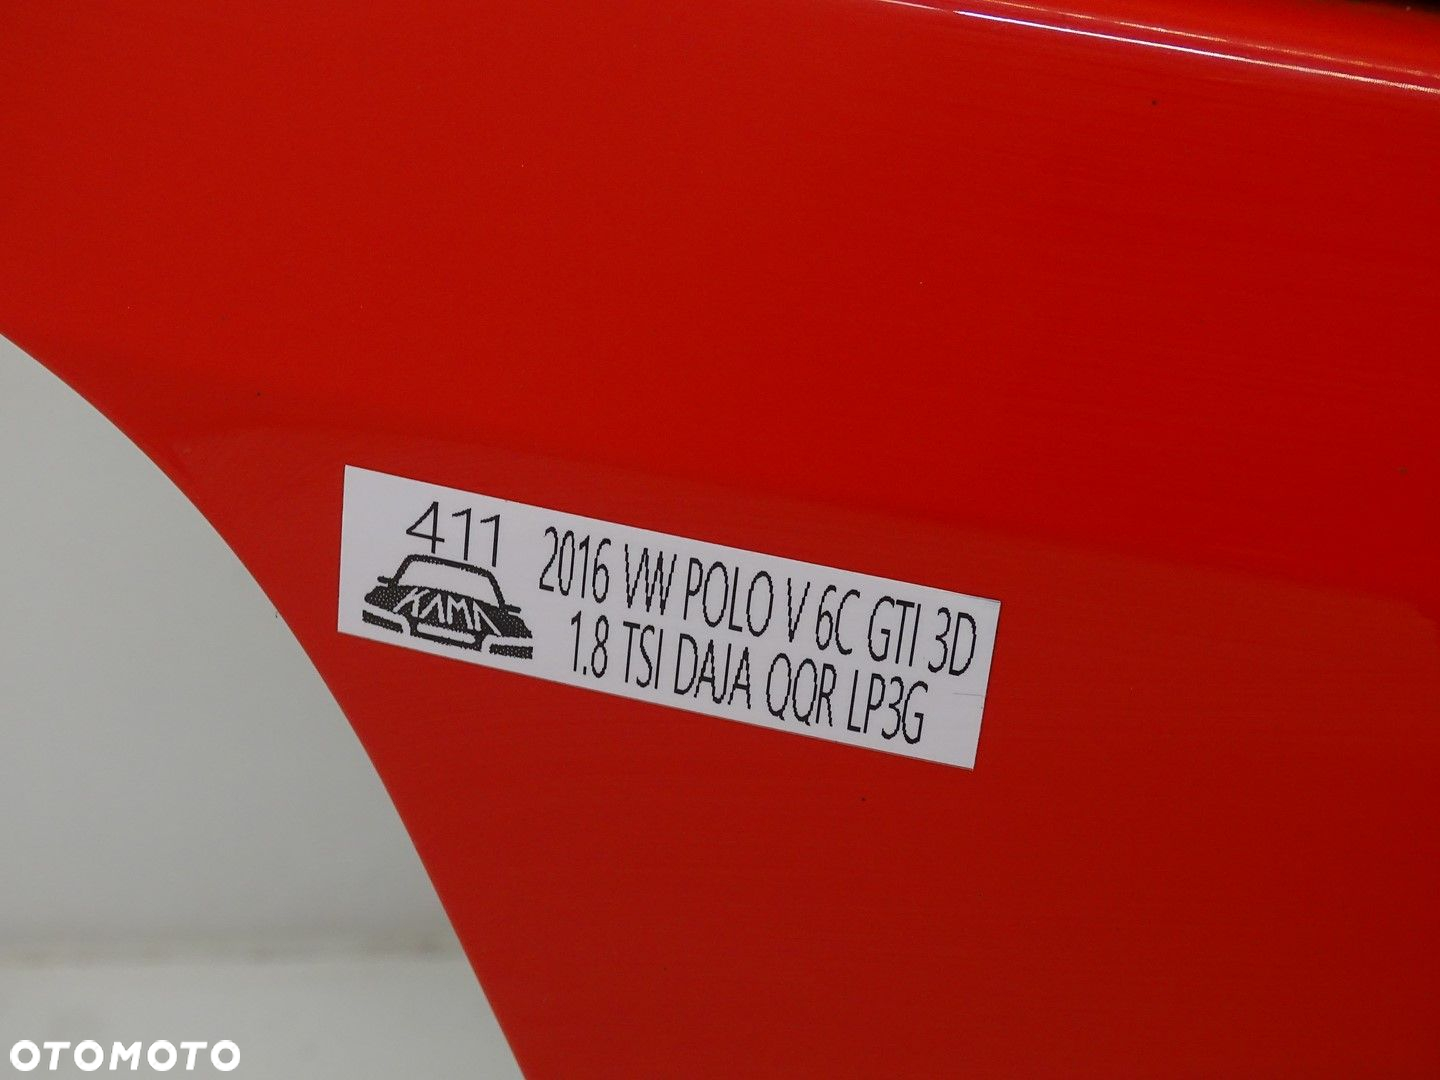 411
KAMA
2016 VW POLO V 6C GTI 3D
1.8 TSI DAJA QQR LP3G
OTOMOTO